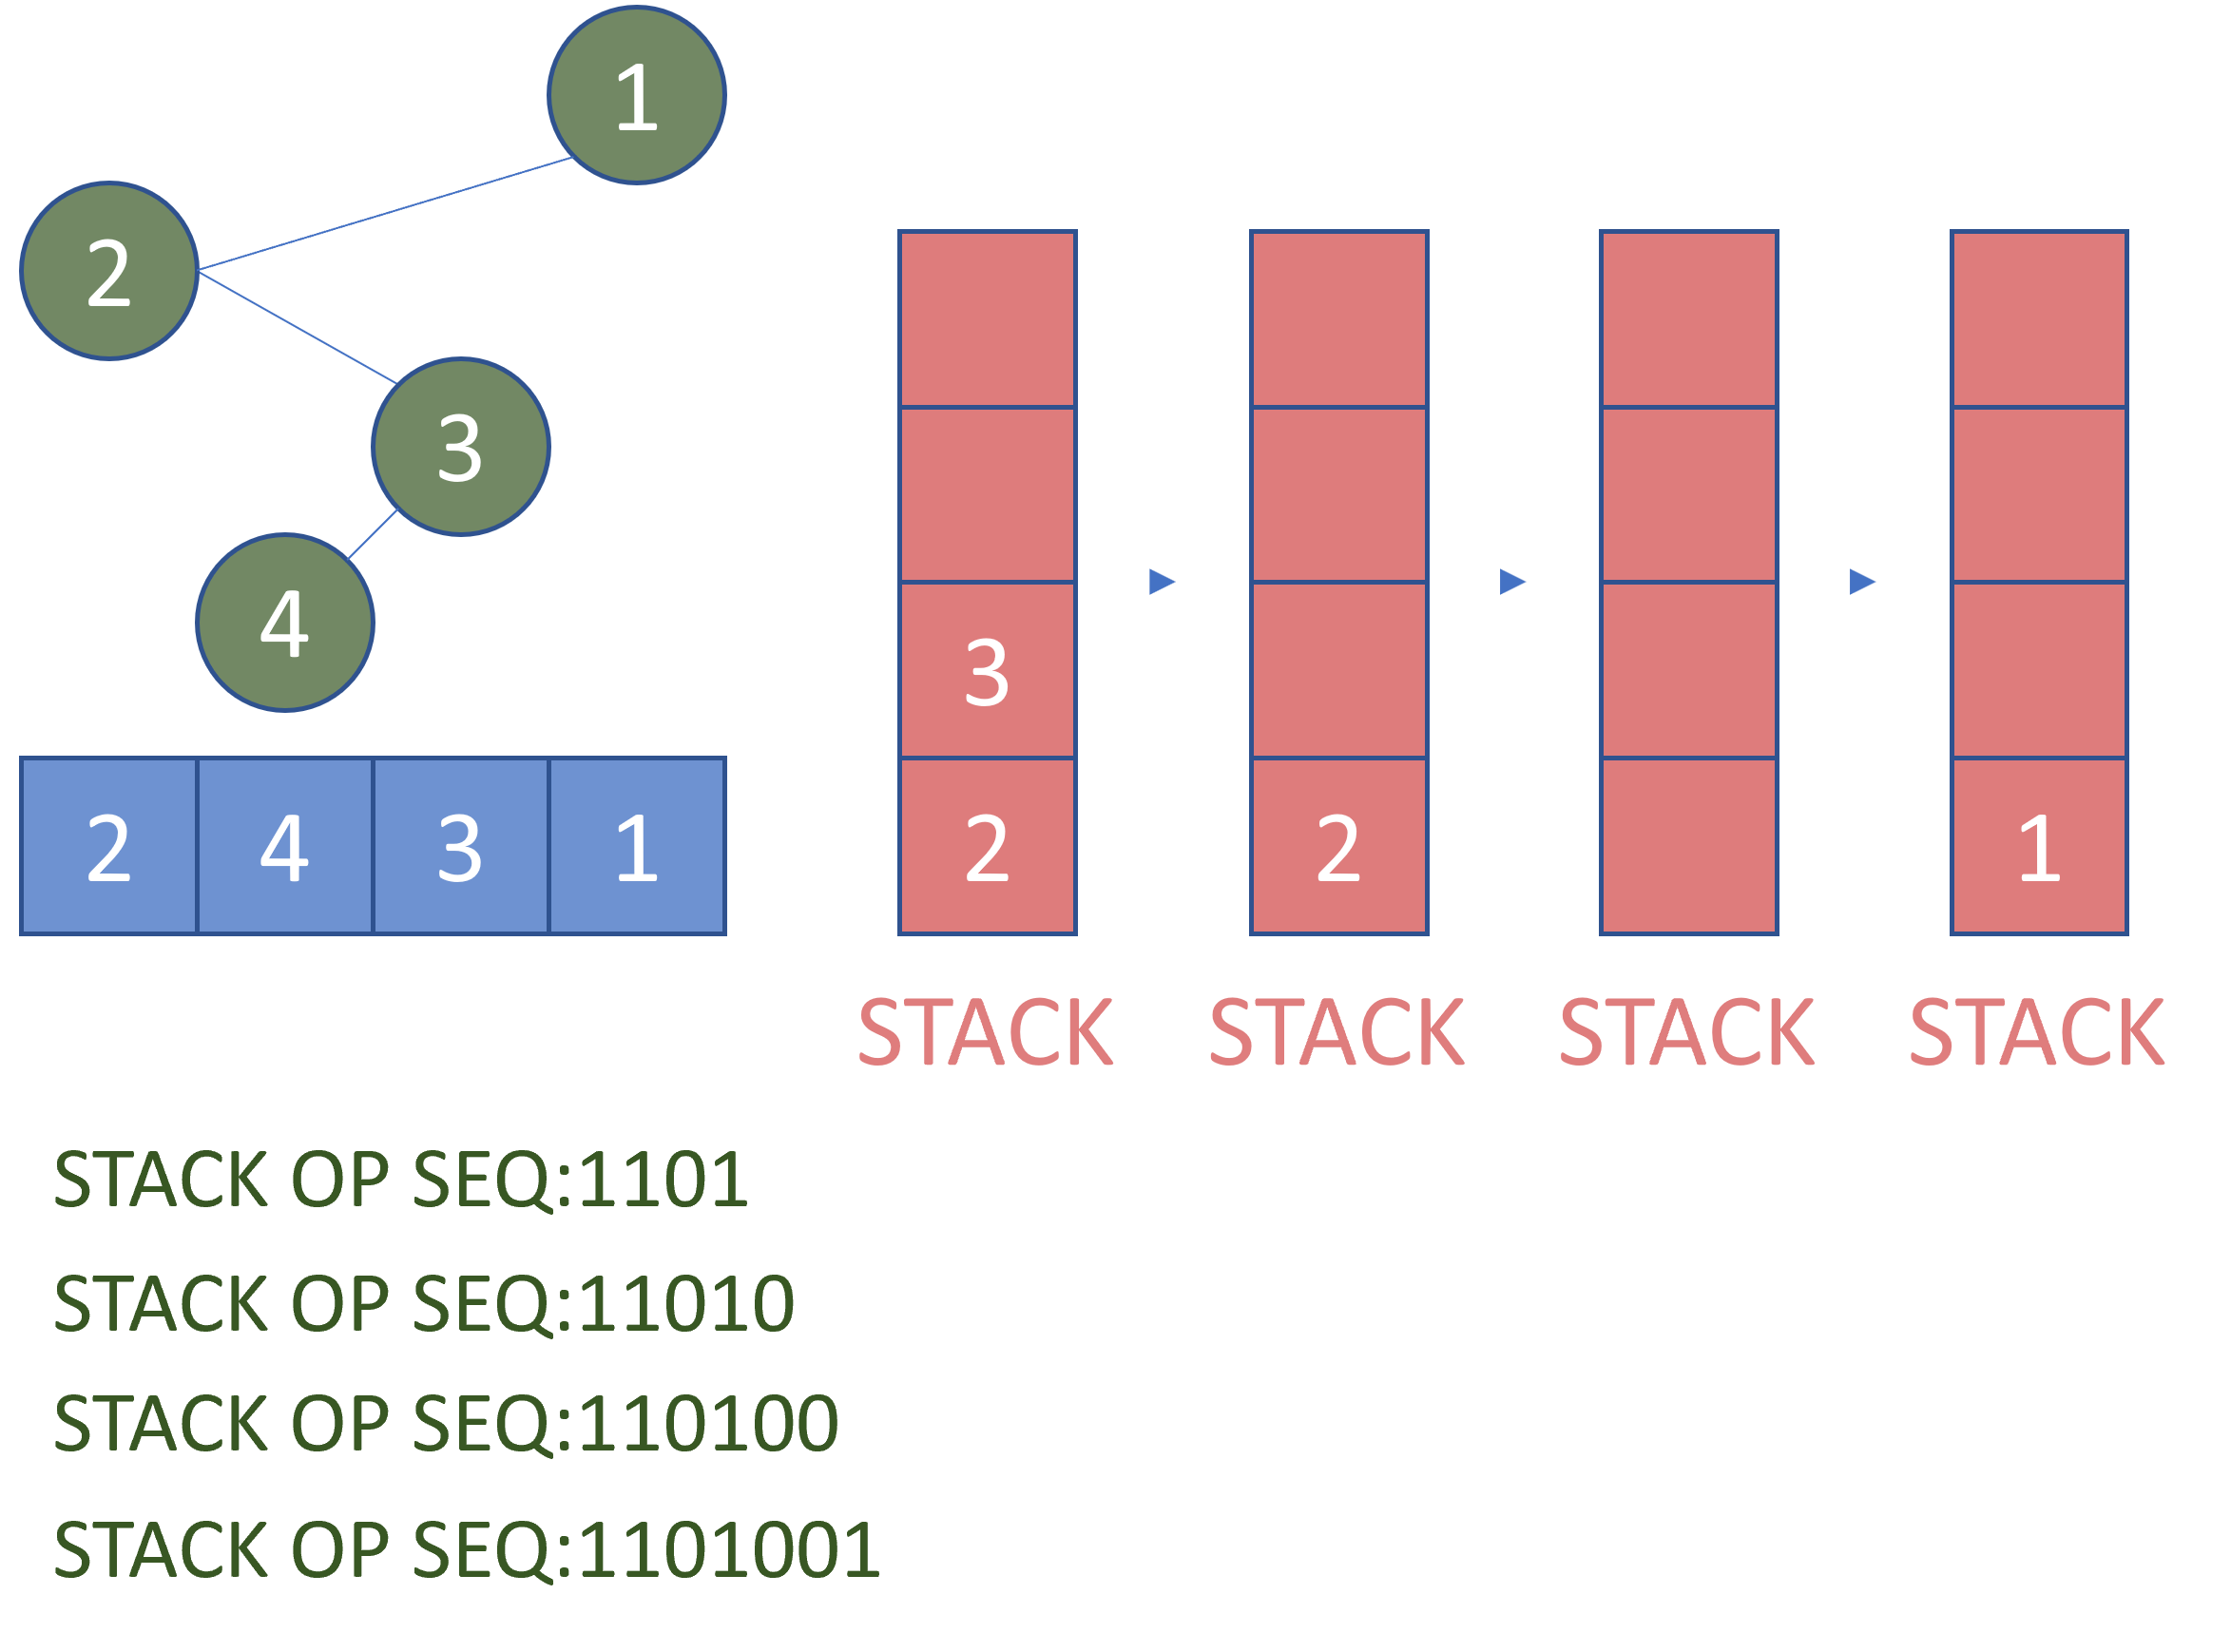 1
2
3
4
3
2 4 3 1 2 2 1
STACK STACK STACK STACK
STACK OP SEQ:1101
STACK OP SEQ:11010
STACK OP SEQ:110100
STACK OP SEQ:1101001